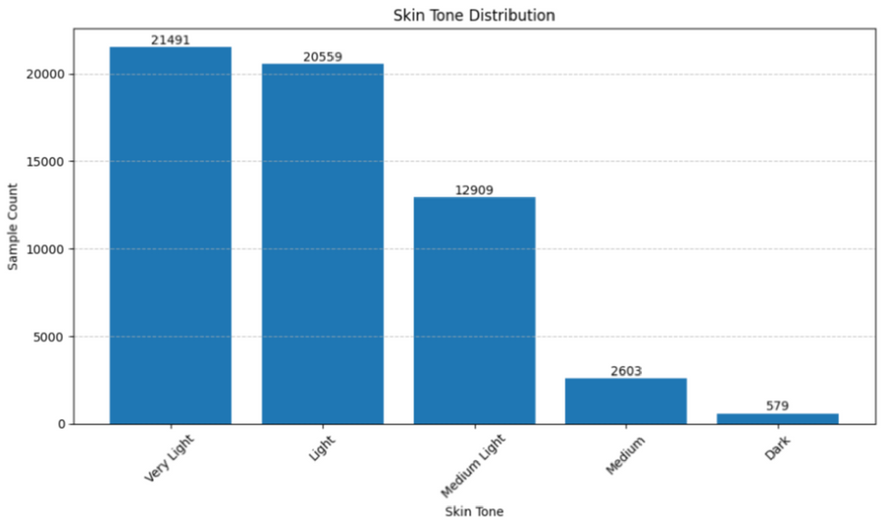 Skin Tone Distribution
21491
20559
12909
2603
579
20000
15000
10000
5000
0
Sample Count
Very Light
Light
Medium Light
Medium
Dark
Skin Tone